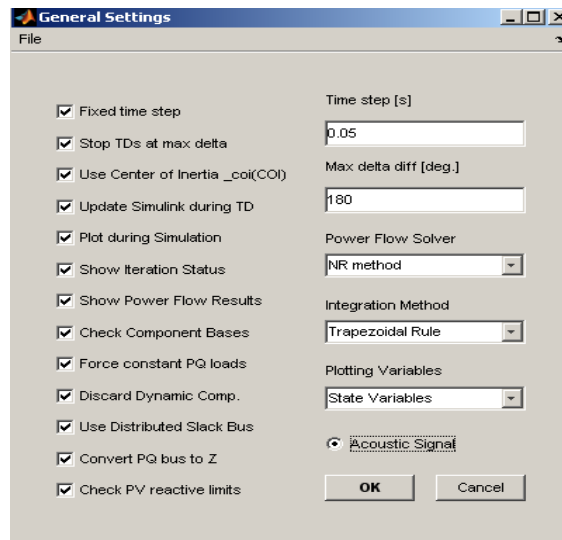 General Settings
File
Fixed time step
Stop TDs at max delta
Use Center of Inertia _coi(COI)
Update Simulink during TD
Plot during Simulation
Show Iteration Status
Show Power Flow Results
Check Component Bases
Force constant PQ loads
Discard Dynamic Comp.
Use Distributed Slack Bus
Convert PQ bus to Z
Check PV reactive limits
Time step [s]
0.05
Max delta diff [deg.]
180
Power Flow Solver
NR method
Integration Method
Trapezoidal Rule
Plotting Variables
State Variables
Acoustic Signal
OK Cancel